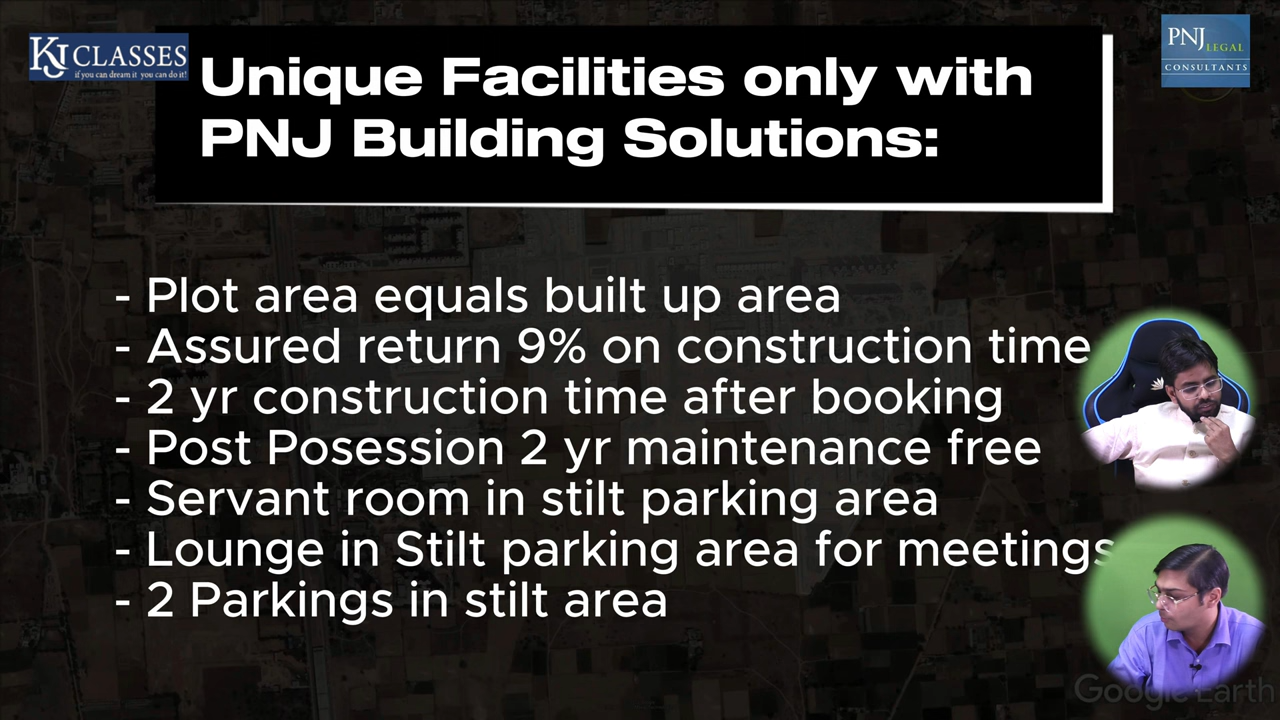 KJ CLASSES
if you can dream it you can do it!
PNJ LEGAL
CONSULTANTS
Unique Facilities only with
PNJ Building Solutions:
- Plot area equals built up area
- Assured return 9% on construction time
- 2 yr construction time after booking
- Post Posession 2 yr maintenance free
- Servant room in stilt parking area
- Lounge in Stilt parking area for meetings
- 2 Parkings in stilt area
Google Earth